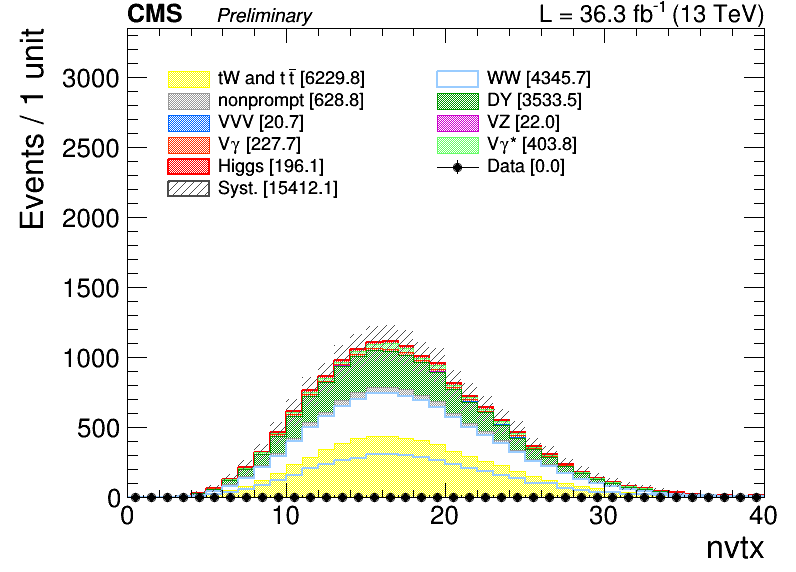 CMS Preliminary L = 36.3 fb⁻¹ (13 TeV)
Events / 1 unit
3000
2500
2000
1500
1000
500
0
tW and t t̅ [6229.8]
nonprompt [628.8]
VVV [20.7]
Vγ [227.7]
Higgs [196.1]
Syst. [15412.1]
WW [4345.7]
DY [3533.5]
VZ [22.0]
Vγ* [403.8]
Data [0.0]
0 10 20 30 40
nvtx